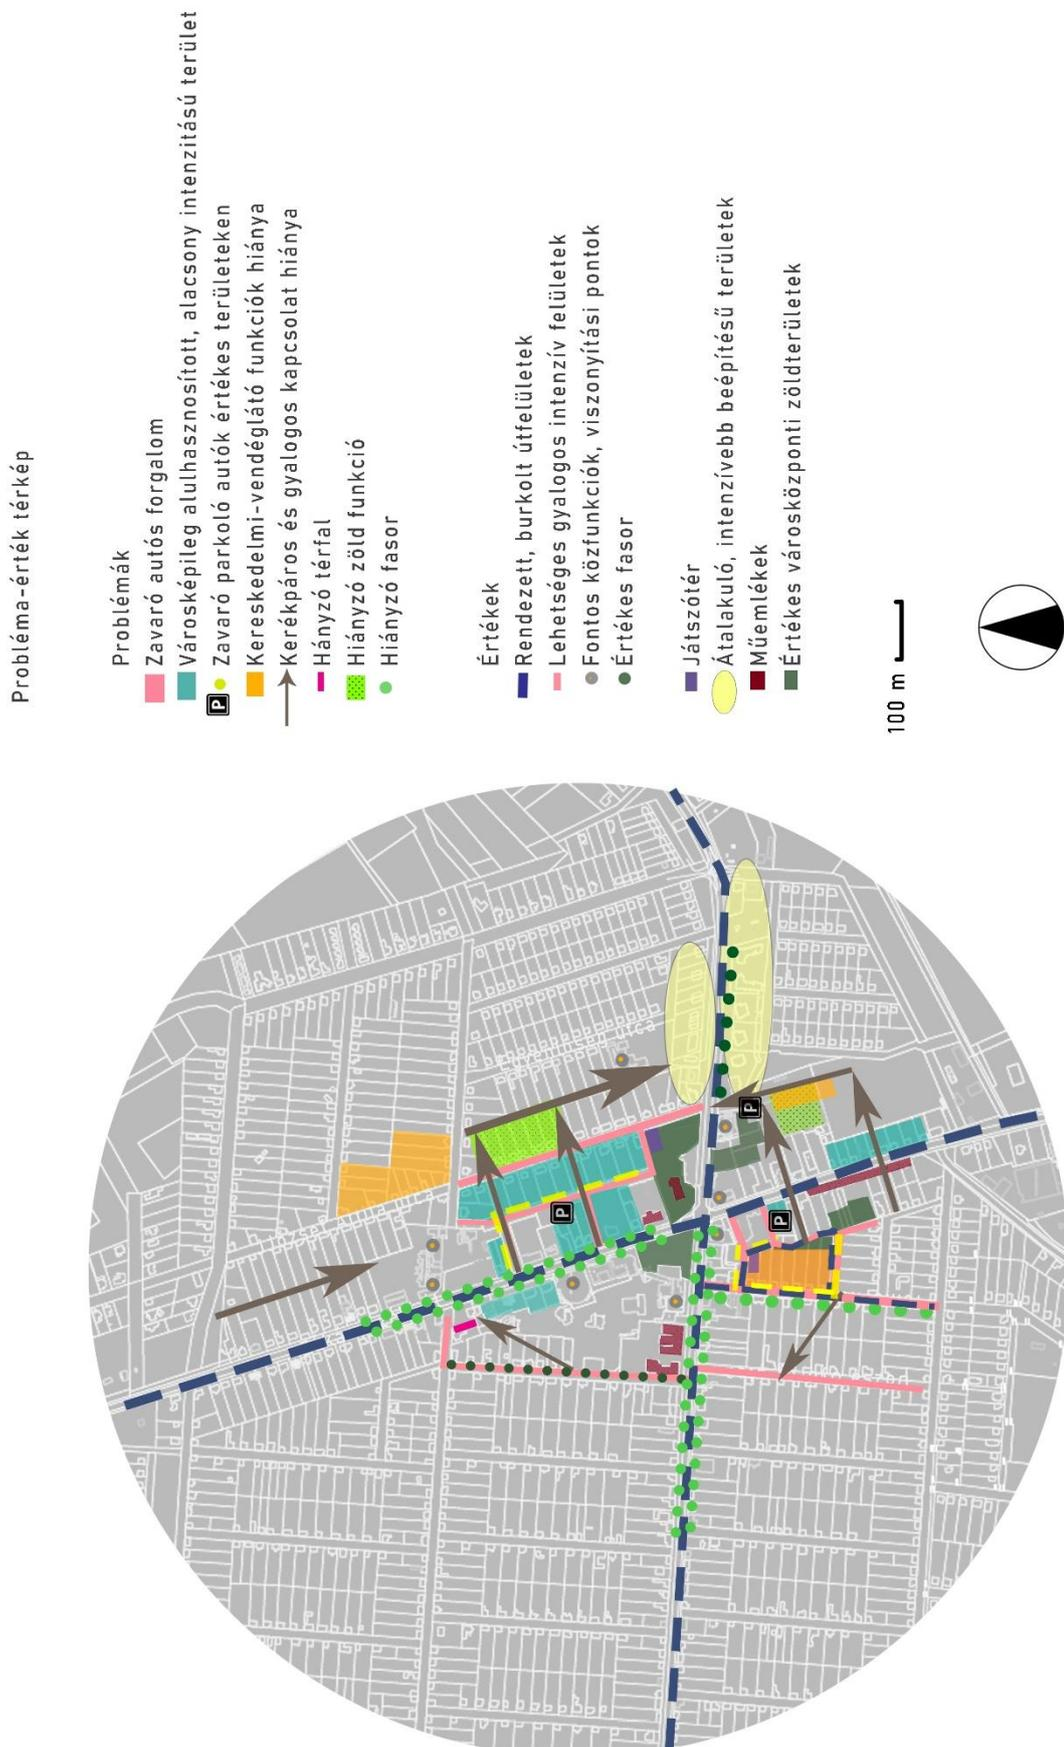 Probléma-érték térkép
Problémák
Zavaró autós forgalom
Városképileg alulhasznosított, alacsony intenzitású terület
P Zavaró parkoló autók értékes területeken
Kereskedelmi-vendéglátó funkciók hiánya
Kerékpáros és gyalogos kapcsolat hiánya
Hányzó térfal
Hiányzó zöld funkció
Hiányzó fasor
Értékek
Rendezett, burkolt útfelületek
Lehetséges gyalogos intenzív felületek
Fontos közfunkciók, viszonyítási pontok
Értékes fasor
Játszótér
Átalakuló, intenzívebb beépítésű területek
Műemlékek
Értékes városközponti zöldterületek
100 m
P
P
P